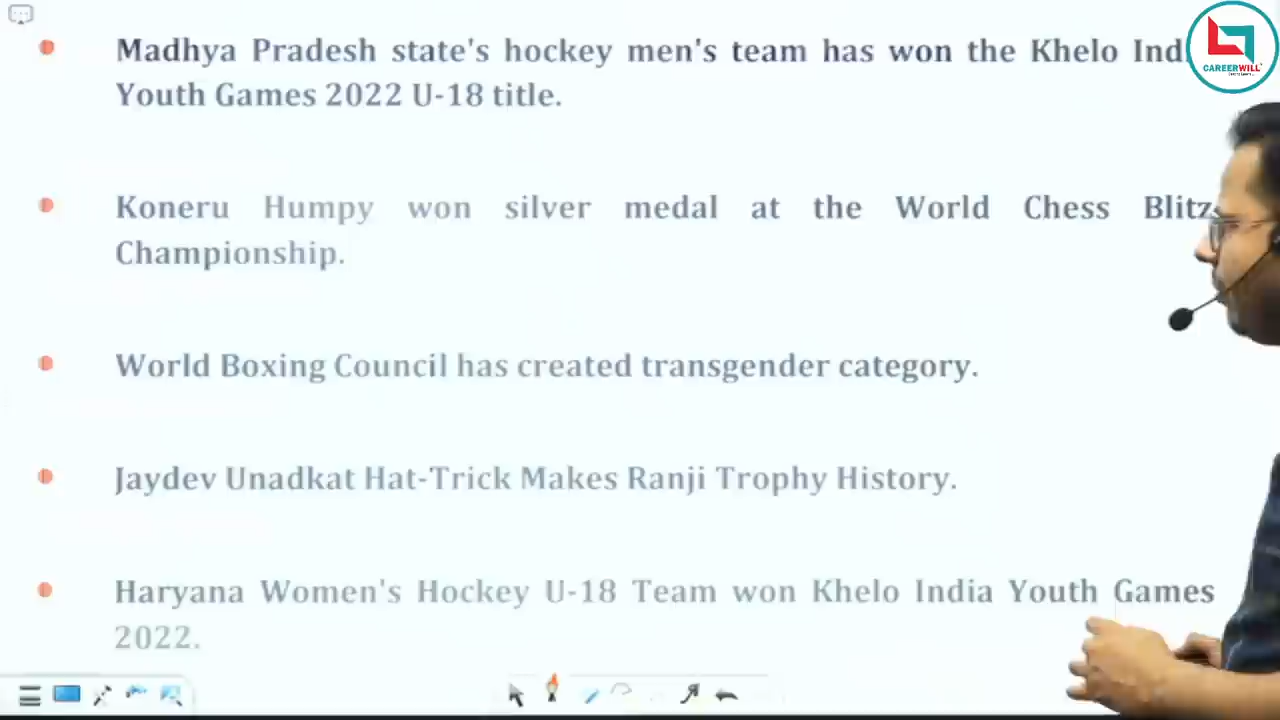 Madhya Pradesh state's hockey men's team has won the Khelo
Youth Games 2022 U-18 title.
Koneru Humpy won silver medal at the World Chess Blitz
Championship.
World Boxing Council has created transgender category.
Jaydev Unadkat Hat-Trick Makes Ranji Trophy History.
Haryana Women's Hockey U-18 Team won Khelo India Youth Games
2022.
CAREERWILL